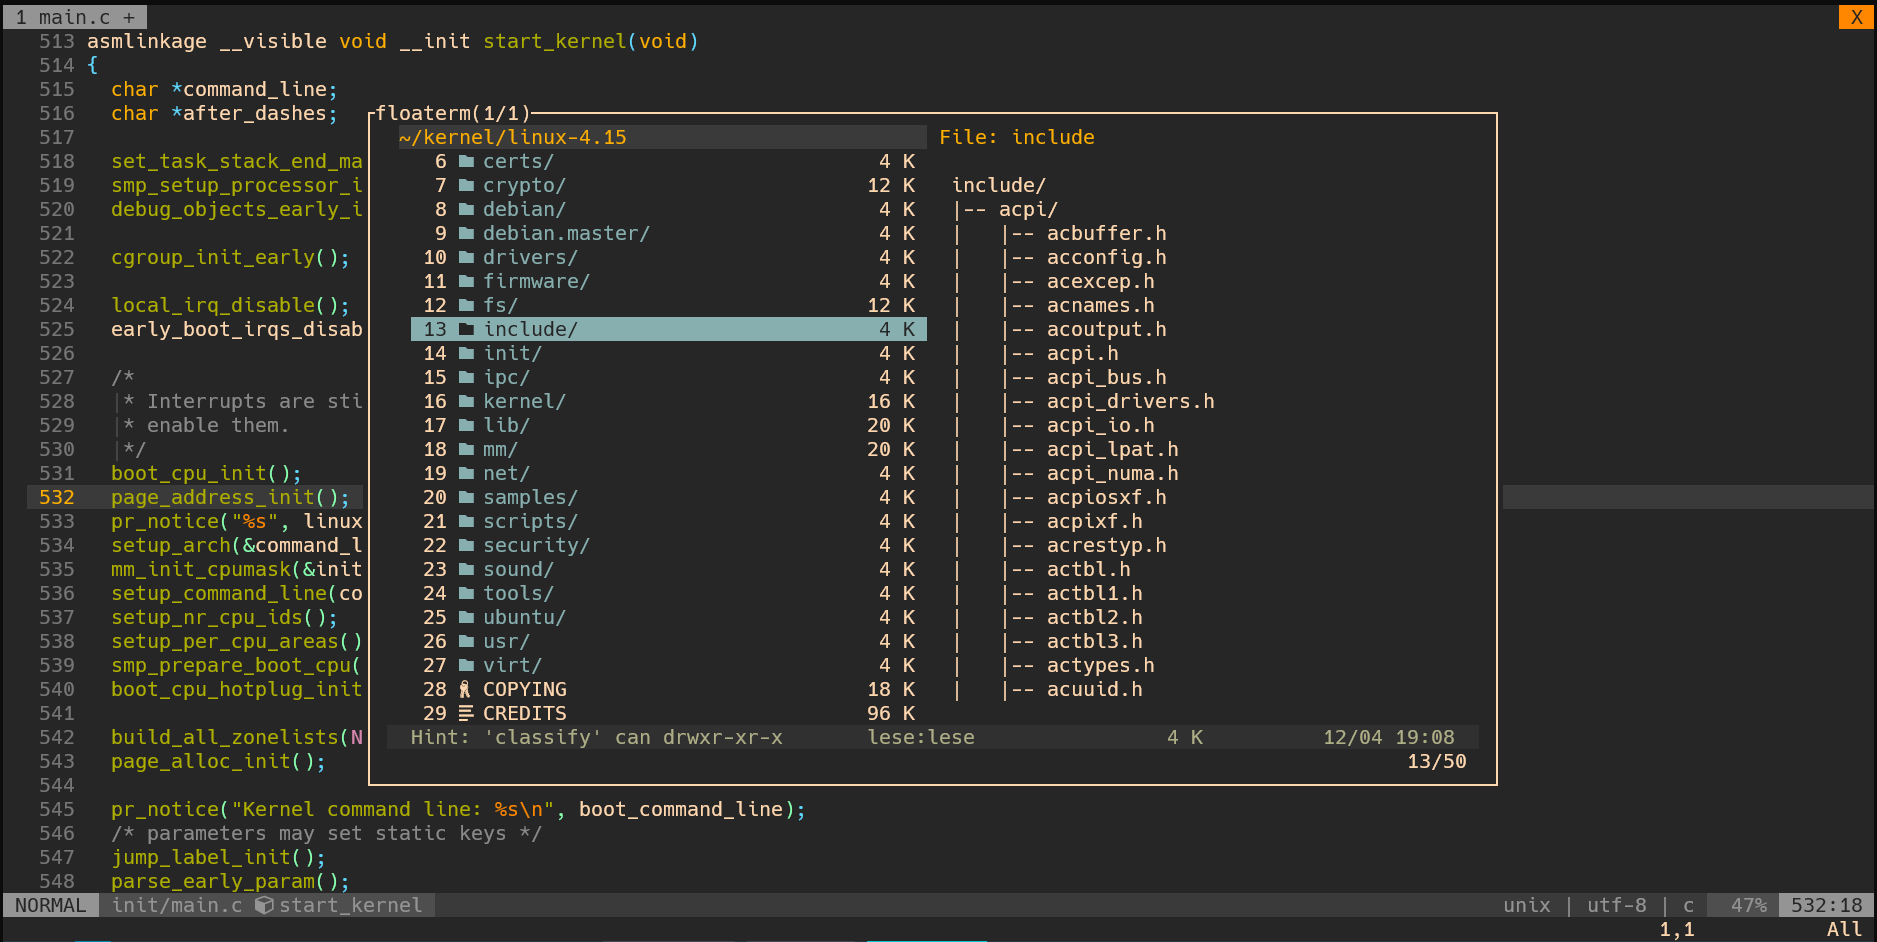 1 main.c + X
513 asmlinkage __visible void __init start_kernel(void)
514 {
515 char *command_line;
516 char *after_dashes;
517
518 set_task_stack_end_ma
519 smp_setup_processor_i
520 debug_objects_early_i
521
522 cgroup_init_early();
523
524 local_irq_disable();
525 early_boot_irqs_disab
526
527 /*
528 |* Interrupts are sti
529 |* enable them.
530 |*/
531 boot_cpu_init();
532 page_address_init();
533 pr_notice("%s", linux
534 setup_arch(&command_l
535 mm_init_cpumask(&init
536 setup_command_line(co
537 setup_nr_cpu_ids();
538 setup_per_cpu_areas()
539 smp_prepare_boot_cpu(
540 boot_cpu_hotplug_init
541
542 build_all_zonelists(N
543 page_alloc_init();
544
545 pr_notice("Kernel command line: %s\n", boot_command_line);
546 /* parameters may set static keys */
547 jump_label_init();
548 parse_early_param();
floaterm(1/1)
~/kernel/linux-4.15
6 certs/ 4 K
7 crypto/ 12 K
8 debian/ 4 K
9 debian.master/ 4 K
10 drivers/ 4 K
11 firmware/ 4 K
12 fs/ 12 K
13 include/ 4 K
14 init/ 4 K
15 ipc/ 4 K
16 kernel/ 16 K
17 lib/ 20 K
18 mm/ 20 K
19 net/ 4 K
20 samples/ 4 K
21 scripts/ 4 K
22 security/ 4 K
23 sound/ 4 K
24 tools/ 4 K
25 ubuntu/ 4 K
26 usr/ 4 K
27 virt/ 4 K
28 COPYING 18 K
29 CREDITS 96 K
File: include
include/
|-- acpi/
| |-- acbuffer.h
| |-- acconfig.h
| |-- acexcep.h
| |-- acnames.h
| |-- acoutput.h
| |-- acpi.h
| |-- acpi_bus.h
| |-- acpi_drivers.h
| |-- acpi_io.h
| |-- acpi_lpat.h
| |-- acpi_numa.h
| |-- acpiosxf.h
| |-- acpixf.h
| |-- acrestyp.h
| |-- actbl.h
| |-- actbl1.h
| |-- actbl2.h
| |-- actbl3.h
| |-- actypes.h
| |-- acuuid.h
Hint: 'classify' can drwxr-xr-x lese:lese 4 K 12/04 19:08
13/50
NORMAL init/main.c start_kernel unix | utf-8 | c 47% 532:18
1,1 All